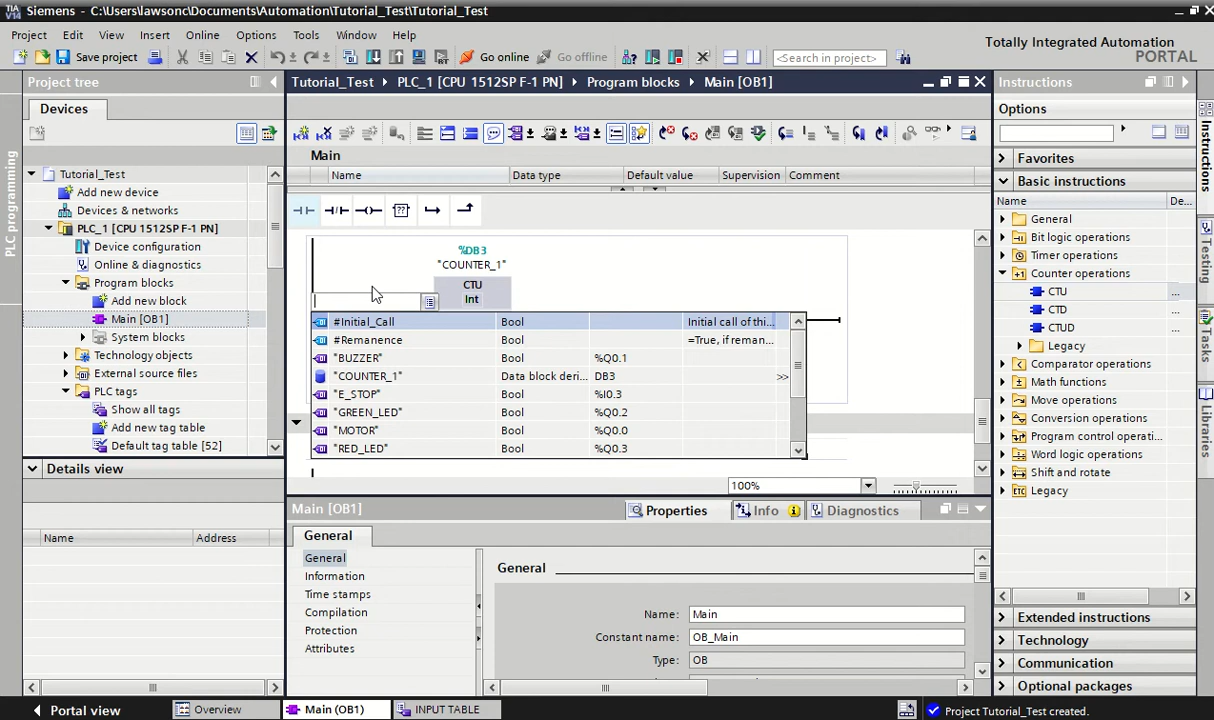 TIA V14 Siemens - C:\Users\lawsonc\Documents\Automation\Tutorial_Test\Tutorial_Test
Project Edit View Insert Online Options Tools Window Help
Save project Go online Go offline <Search in project>
Totally Integrated Automation
PORTAL
Project tree
Devices
Tutorial_Test
Add new device
Devices & networks
PLC_1 [CPU 1512SP F-1 PN]
Device configuration
Online & diagnostics
Program blocks
Add new block
Main [OB1]
System blocks
Technology objects
External source files
PLC tags
Show all tags
Add new tag table
Default tag table [52]
Details view
Name Address
PLC programming
Tutorial_Test PLC_1 [CPU 1512SP F-1 PN] Program blocks Main [OB1]
Main
Name Data type Default value Supervision Comment
??
%DB3
"COUNTER_1"
CTU
Int
#Initial_Call Bool Initial call of thi...
#Remanence Bool =True, if reman...
"BUZZER" Bool %Q0.1
"COUNTER_1" Data block deri... DB3 >>
"E_STOP" Bool %I0.3
"GREEN_LED" Bool %Q0.2
"MOTOR" Bool %Q0.0
"RED_LED" Bool %Q0.3
100%
Main [OB1] Properties Info Diagnostics
General
General
Information
Time stamps
Compilation
Protection
Attributes
General
Name: Main
Constant name: OB_Main
Type: OB
Instructions
Options
Favorites
Basic instructions
Name De...
General
Bit logic operations
Timer operations
Counter operations
CTU ...
CTD ...
CTUD ...
Legacy
Comparator operations
Math functions
Move operations
Conversion operations
Program control operati...
Word logic operations
Shift and rotate
Legacy
Extended instructions
Technology
Communication
Optional packages
Instructions
Testing
Tasks
Libraries
Portal view Overview Main (OB1) INPUT TABLE Project Tutorial_Test created.